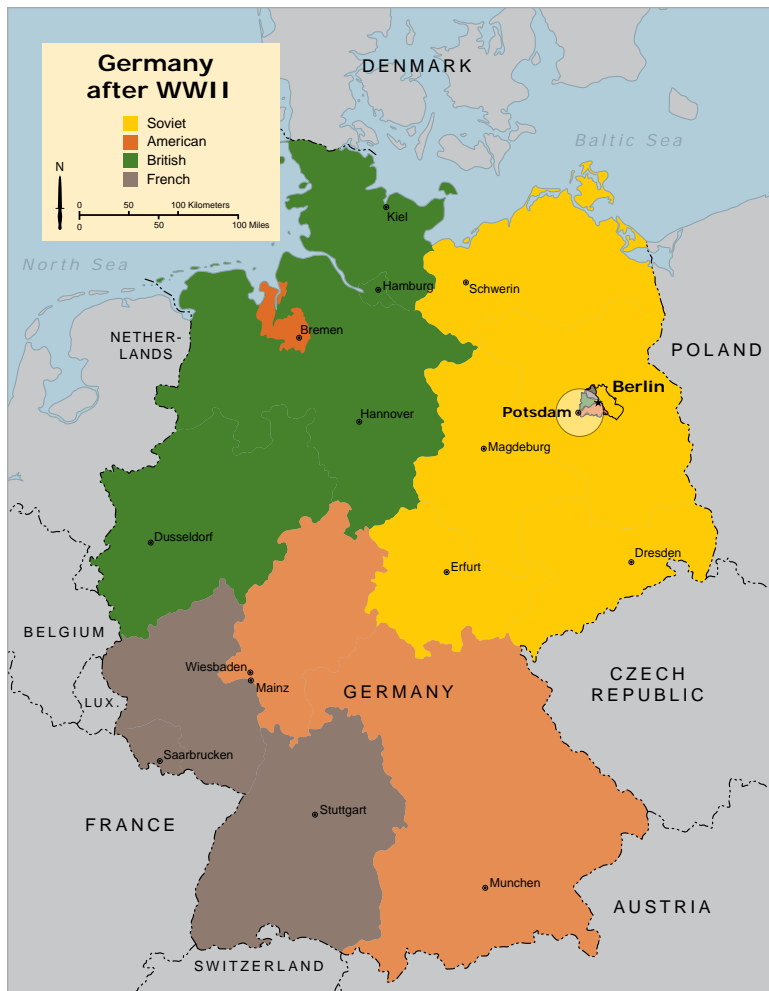 Germany
after WWII
Soviet
American
British
French
N
0 50 100 Kilometers
0 50 100 Miles
DENMARK
Baltic Sea
North Sea
Kiel
Hamburg
Schwerin
Bremen
NETHER-
LANDS
POLAND
Berlin
Potsdam
Hannover
Magdeburg
Dusseldorf
Erfurt
Dresden
BELGIUM
Wiesbaden
Mainz
LUX.
GERMANY
CZECH
REPUBLIC
Saarbrucken
Stuttgart
FRANCE
Munchen
AUSTRIA
SWITZERLAND